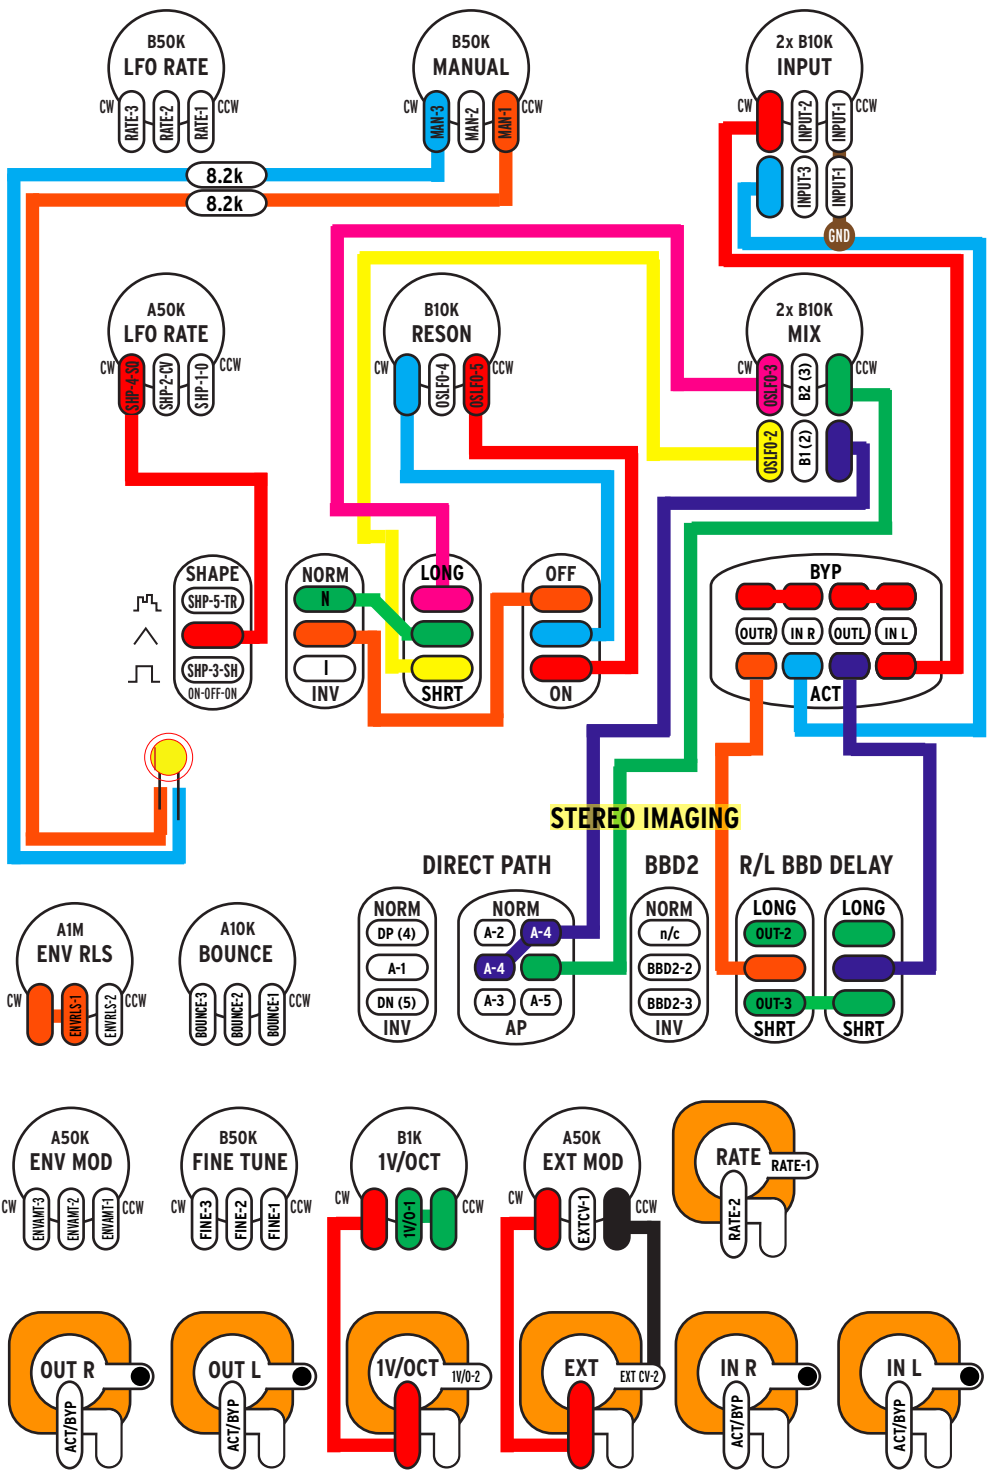 B50K
LFO RATE
CW
CCW
RATE-3
RATE-2
RATE-1
B50K
MANUAL
CW
CCW
MAN-3
MAN-2
MAN-1
2x B10K
INPUT
CW
CCW
INPUT-2
INPUT-1
INPUT-3
INPUT-1
GND
8.2k
8.2k
A50K
LFO RATE
CW
CCW
SHP-4-SQ
SHP-2-CV
SHP-1-O
B10K
RESON
CW
CCW
OSLFO-4
OSLFO-5
2x B10K
MIX
CW
CCW
OSLFO-3
B2 (3)
OSLFO-2
B1 (2)
SHAPE
SHP-5-TR
SHP-3-SH
ON-OFF-ON
NORM
N
I
INV
LONG
SHRT
OFF
ON
BYP
OUTR
IN R
OUTL
IN L
ACT
STEREO IMAGING
DIRECT PATH
BBD2
R/L BBD DELAY
NORM
DP (4)
A-1
DN (5)
INV
NORM
A-2
A-4
A-4
A-3
A-5
AP
NORM
n/c
BBD2-2
BBD2-3
INV
LONG
OUT-2
OUT-3
SHRT
LONG
SHRT
A1M
ENV RLS
CW
CCW
ENVRLS-1
ENVRLS-2
A10K
BOUNCE
CCW
BOUNCE-3
BOUNCE-2
BOUNCE-1
A50K
ENV MOD
CW
CCW
ENVAMT-3
ENVAMT-2
ENVAMT-1
B50K
FINE TUNE
CW
CCW
FINE-3
FINE-2
FINE-1
B1K
1V/OCT
CW
CCW
1V/O-1
A50K
EXT MOD
CW
CCW
EXTCV-1
RATE
RATE-1
RATE-2
OUT R
ACT/BYP
OUT L
ACT/BYP
1V/OCT
1V/O-2
EXT
EXT CV-2
IN R
ACT/BYP
IN L
ACT/BYP